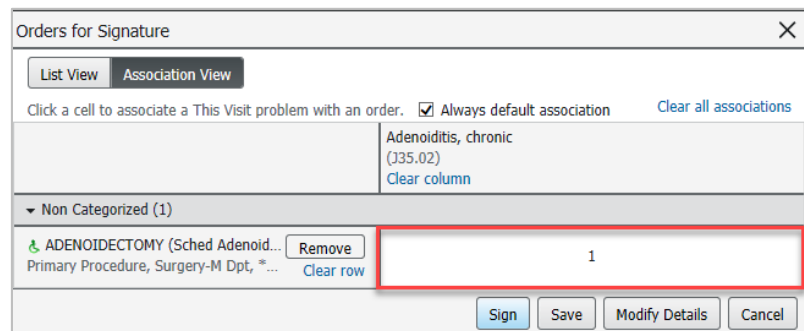 Orders for Signature
List View Association View
Click a cell to associate a This Visit problem with an order. Always default association Clear all associations
Adenoiditis, chronic
(J35.02)
Clear column
Non Categorized (1)
ADENOIDECTOMY (Sched Adenoid... Remove
Primary Procedure, Surgery-M Dpt, *... Clear row
1
Sign Save Modify Details Cancel